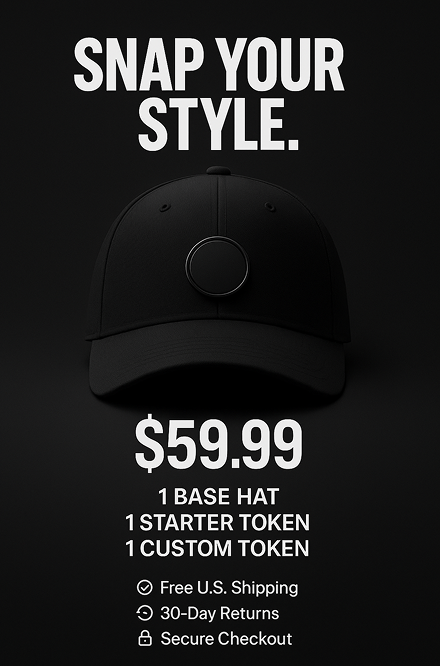 SNAP YOUR
STYLE.
$59.99
1 BASE HAT
1 STARTER TOKEN
1 CUSTOM TOKEN
Free U.S. Shipping
30-Day Returns
Secure Checkout